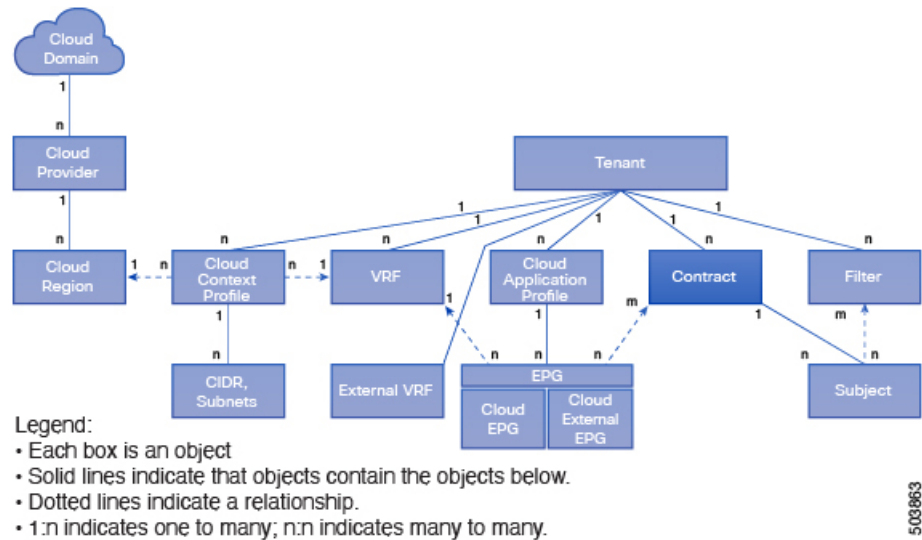 Cloud
Domain
1
n
Cloud
Provider
Tenant
1
1
1
1
1
1
n
n
n
n
n
n
Cloud
Region
1
n
Cloud
Context
Profile
n
1
VRF
Cloud
Application
Profile
Contract
Filter
1
1
1
m
1
m
n
n
n
n
n
n
CIDR,
Subnets
External VRF
EPG
Cloud
EPG
Cloud
External
EPG
Subject
Legend:
• Each box is an object
• Solid lines indicate that objects contain the objects below.
• Dotted lines indicate a relationship.
• 1:n indicates one to many; n:n indicates many to many.
503863